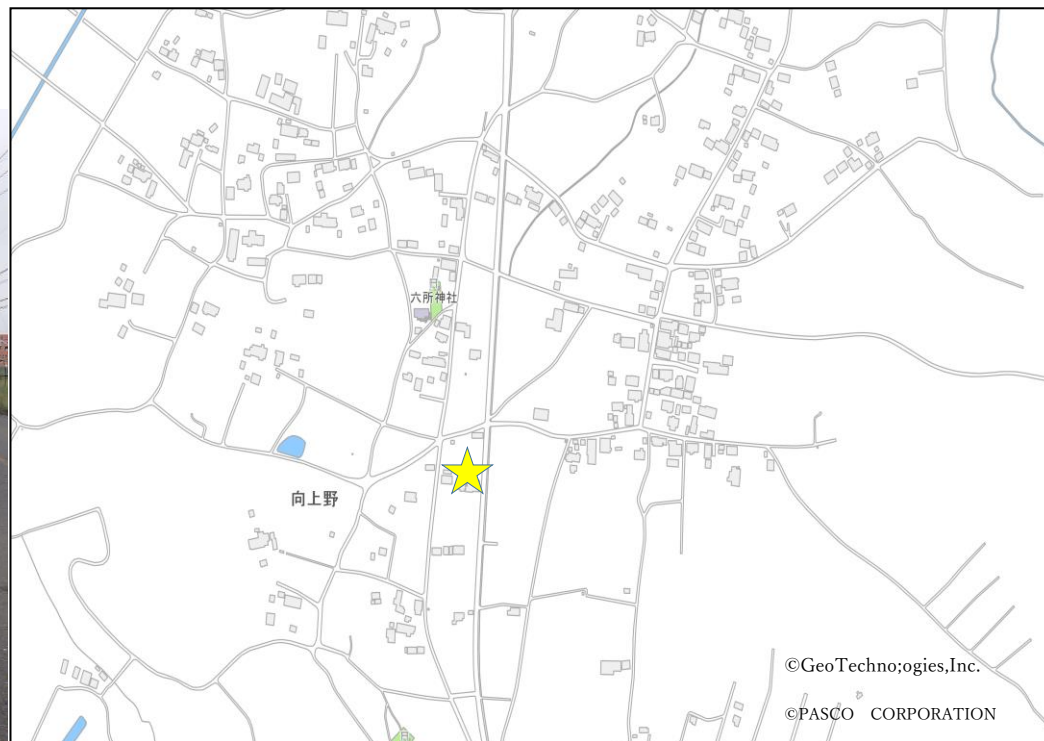 六所神社
向上野
©GeoTechno;ogies,Inc.
©PASCO CORPORATION